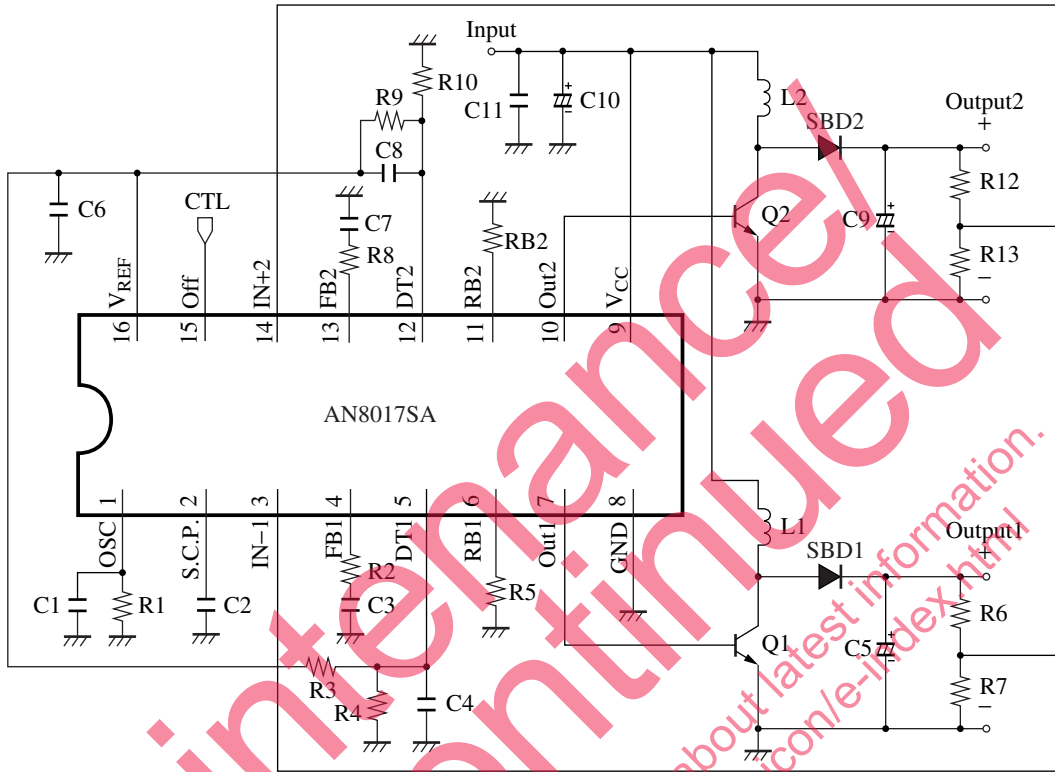 Input
R10
R9
C11
C10
L2
Output2
+
SBD2
C8
CTL
C6
C7
R12
Q2
C9
R8
RB2
R13
−
VREF
Off
IN+2
FB2
DT2
RB2
Out2
VCC
16
15
14
13
12
11
10
9
AN8017SA
1
2
3
4
5
6
7
8
OSC
S.C.P.
IN−1
FB1
DT1
RB1
Out1
GND
L1
Output1
+
SBD1
R2
C1
R1
C2
C3
R5
R6
Q1
C5
R3
R4
C4
R7
−
intenance/
ontinued
about latest information.
icon/e-index.html